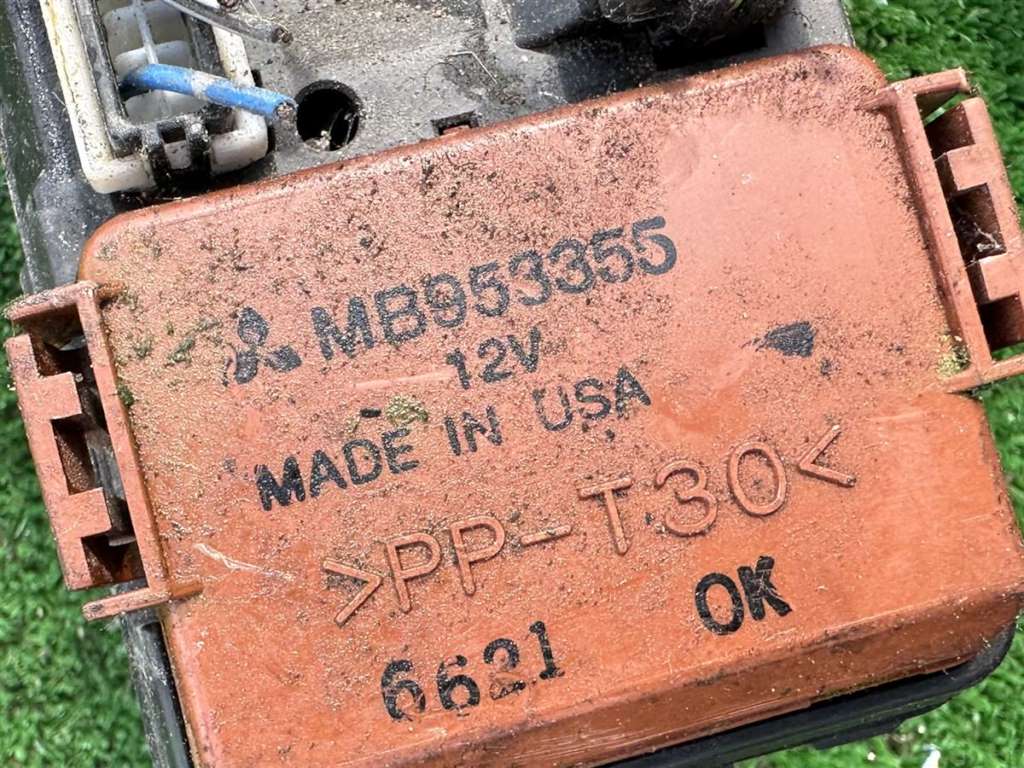 MB953355
12V
MADE IN USA
>PP-T30<
OK
6621